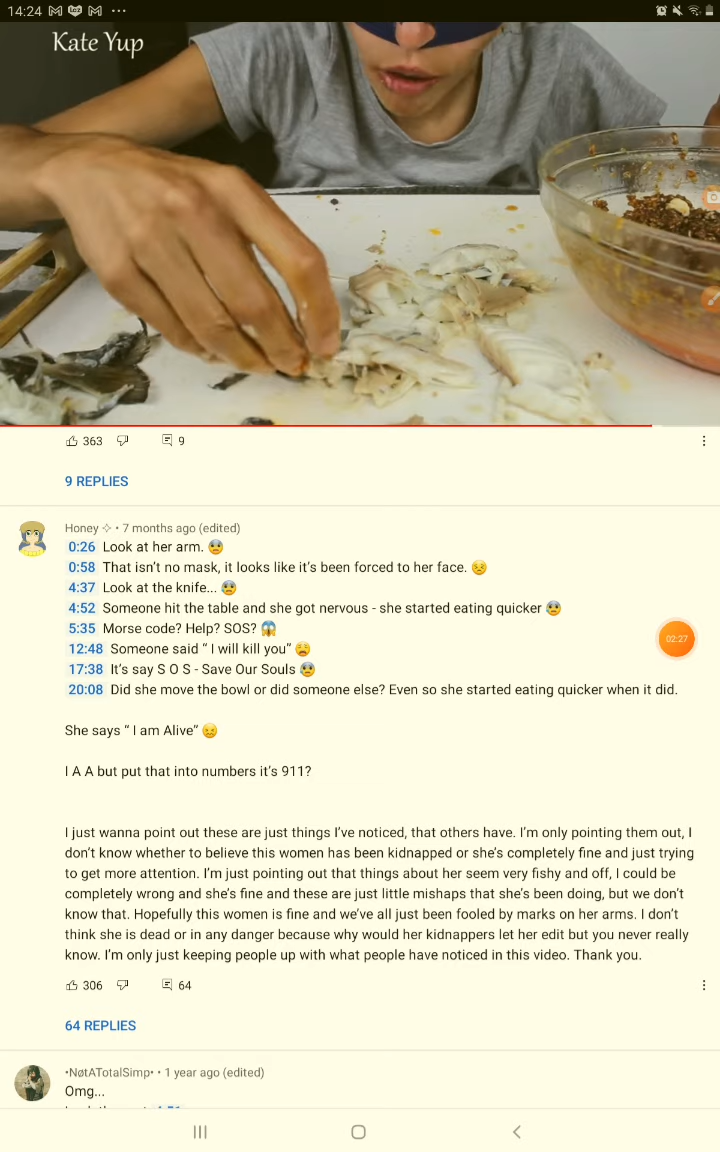 14:24
Kate Yup
363
9
9 REPLIES
Honey ✧ • 7 months ago (edited)
0:26 Look at her arm. 😰
0:58 That isn't no mask, it looks like it's been forced to her face. 😣
4:37 Look at the knife... 😰
4:52 Someone hit the table and she got nervous - she started eating quicker 😰
5:35 Morse code? Help? SOS? 😱
12:48 Someone said “ I will kill you” 😫
17:38 It's say S O S - Save Our Souls 😰
20:08 Did she move the bowl or did someone else? Even so she started eating quicker when it did.
02:27
She says “ I am Alive” 😖
I A A but put that into numbers it's 911?
I just wanna point out these are just things I've noticed, that others have. I'm only pointing them out, I
don't know whether to believe this women has been kidnapped or she's completely fine and just trying
to get more attention. I'm just pointing out that things about her seem very fishy and off, I could be
completely wrong and she's fine and these are just little mishaps that she's been doing, but we don't
know that. Hopefully this women is fine and we've all just been fooled by marks on her arms. I don't
think she is dead or in any danger because why would her kidnappers let her edit but you never really
know. I'm only just keeping people up with what people have noticed in this video. Thank you.
306
64
64 REPLIES
•NøtATotalSimp• • 1 year ago (edited)
Omg...